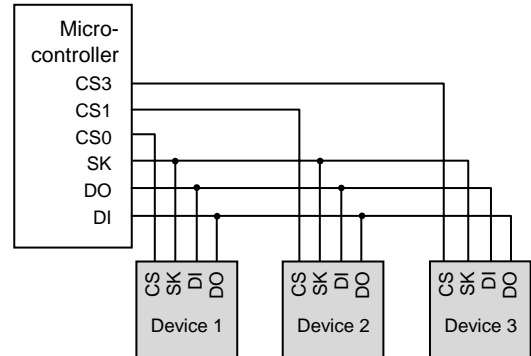 Micro-
controller
CS3
CS1
CS0
SK
DO
DI
CS SK DI DO
Device 1
CS SK DI DO
Device 2
CS SK DI DO
Device 3